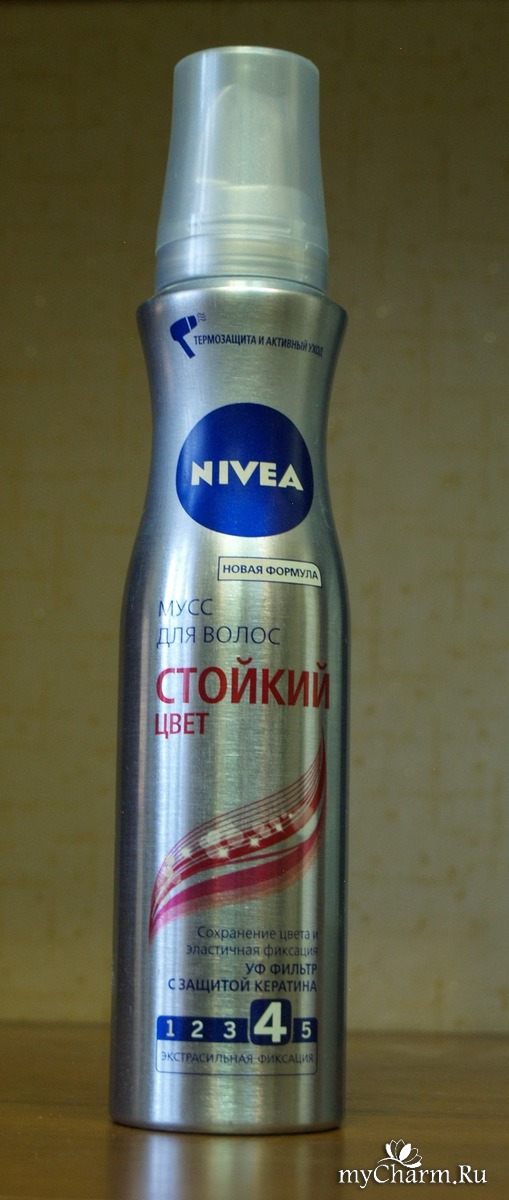 ТЕРМОЗАЩИТА И АКТИВНЫЙ УХОД
NIVEA
НОВАЯ ФОРМУЛА
МУСС
ДЛЯ ВОЛОС
СТОЙКИЙ
ЦВЕТ
Сохранение цвета и
эластичная фиксация
УФ ФИЛЬТР
С ЗАЩИТОЙ КЕРАТИНА
1 2 3 4 5
ЭКСТРАСИЛЬНАЯ ФИКСАЦИЯ
myCharm.Ru